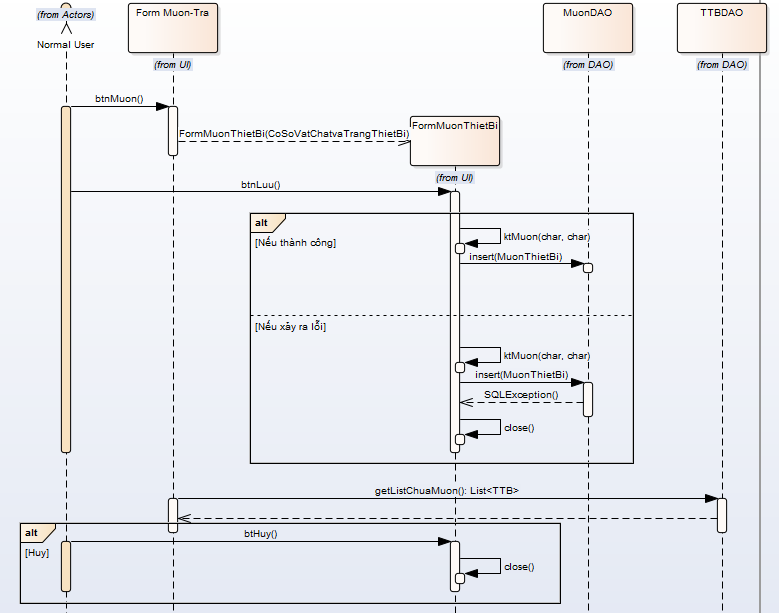 (from Actors)
Normal User
Form Muon-Tra
(from UI)
MuonDAO
(from DAO)
TTBDAO
(from DAO)
btnMuon()
FormMuonThietBi(CoSoVatChatvaTrangThietBi)
FormMuonThietBi
(from UI)
btnLuu()
alt
[Nếu thành công]
ktMuon(char, char)
insert(MuonThietBi)
[Nếu xảy ra lỗi]
ktMuon(char, char)
insert(MuonThietBi)
SQLException()
close()
getListChuaMuon(): List<TTB>
alt
[Huy]
btHuy()
close()